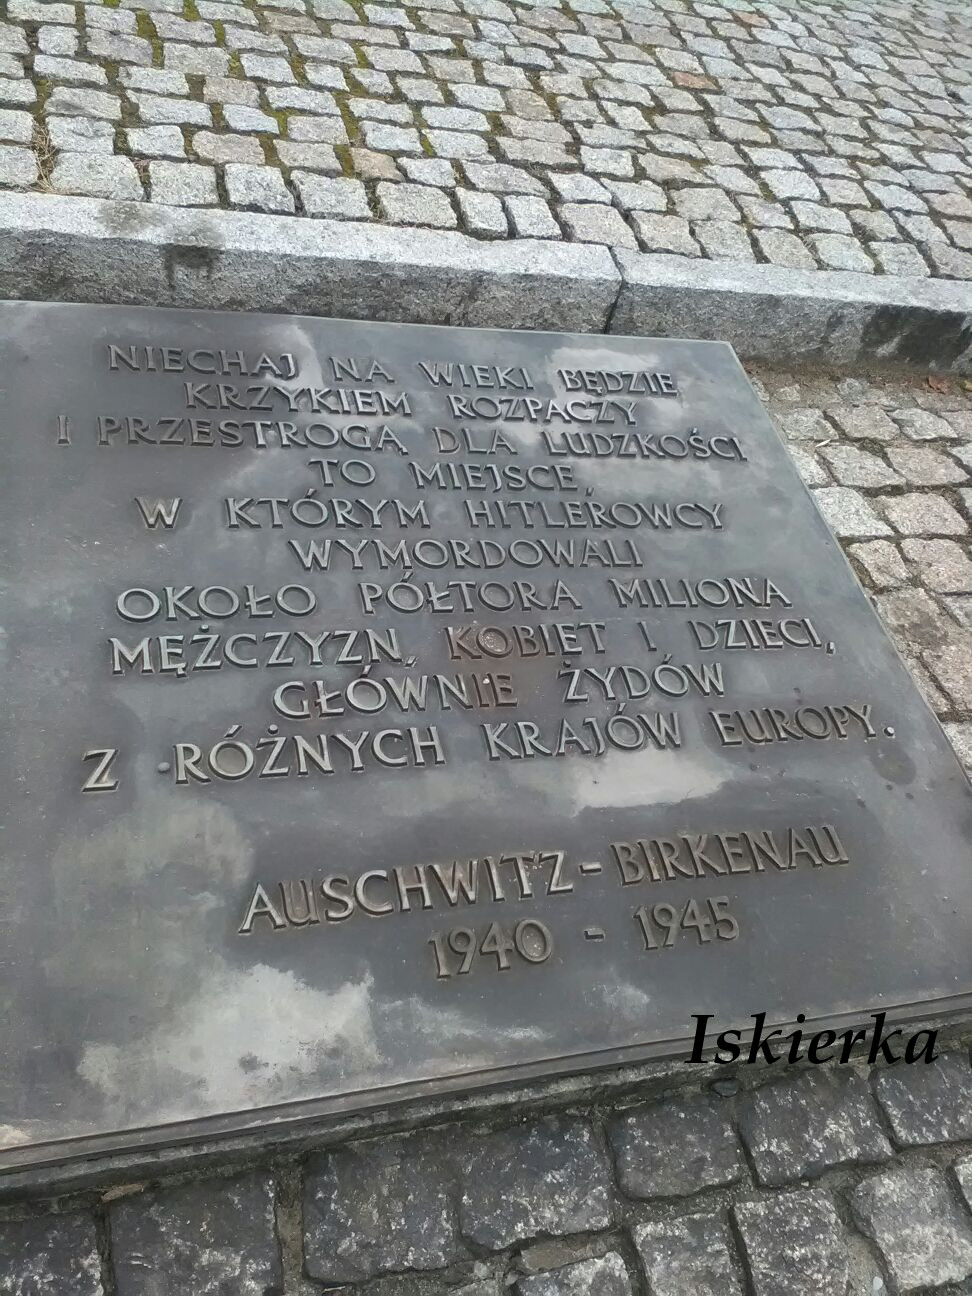 NIECHAJ NA WIEKI BĘDZIE
KRZYKIEM ROZPACZY
I PRZESTROGĄ DLA LUDZKOŚCI
TO MIEJSCE,
W KTÓRYM HITLEROWCY
WYMORDOWALI
OKOŁO PÓŁTORA MILIONA
MĘŻCZYZN, KOBIET I DZIECI,
GŁÓWNIE ŻYDÓW
Z RÓŻNYCH KRAJÓW EUROPY.
AUSCHWITZ-BIRKENAU
1940 - 1945
Iskierka